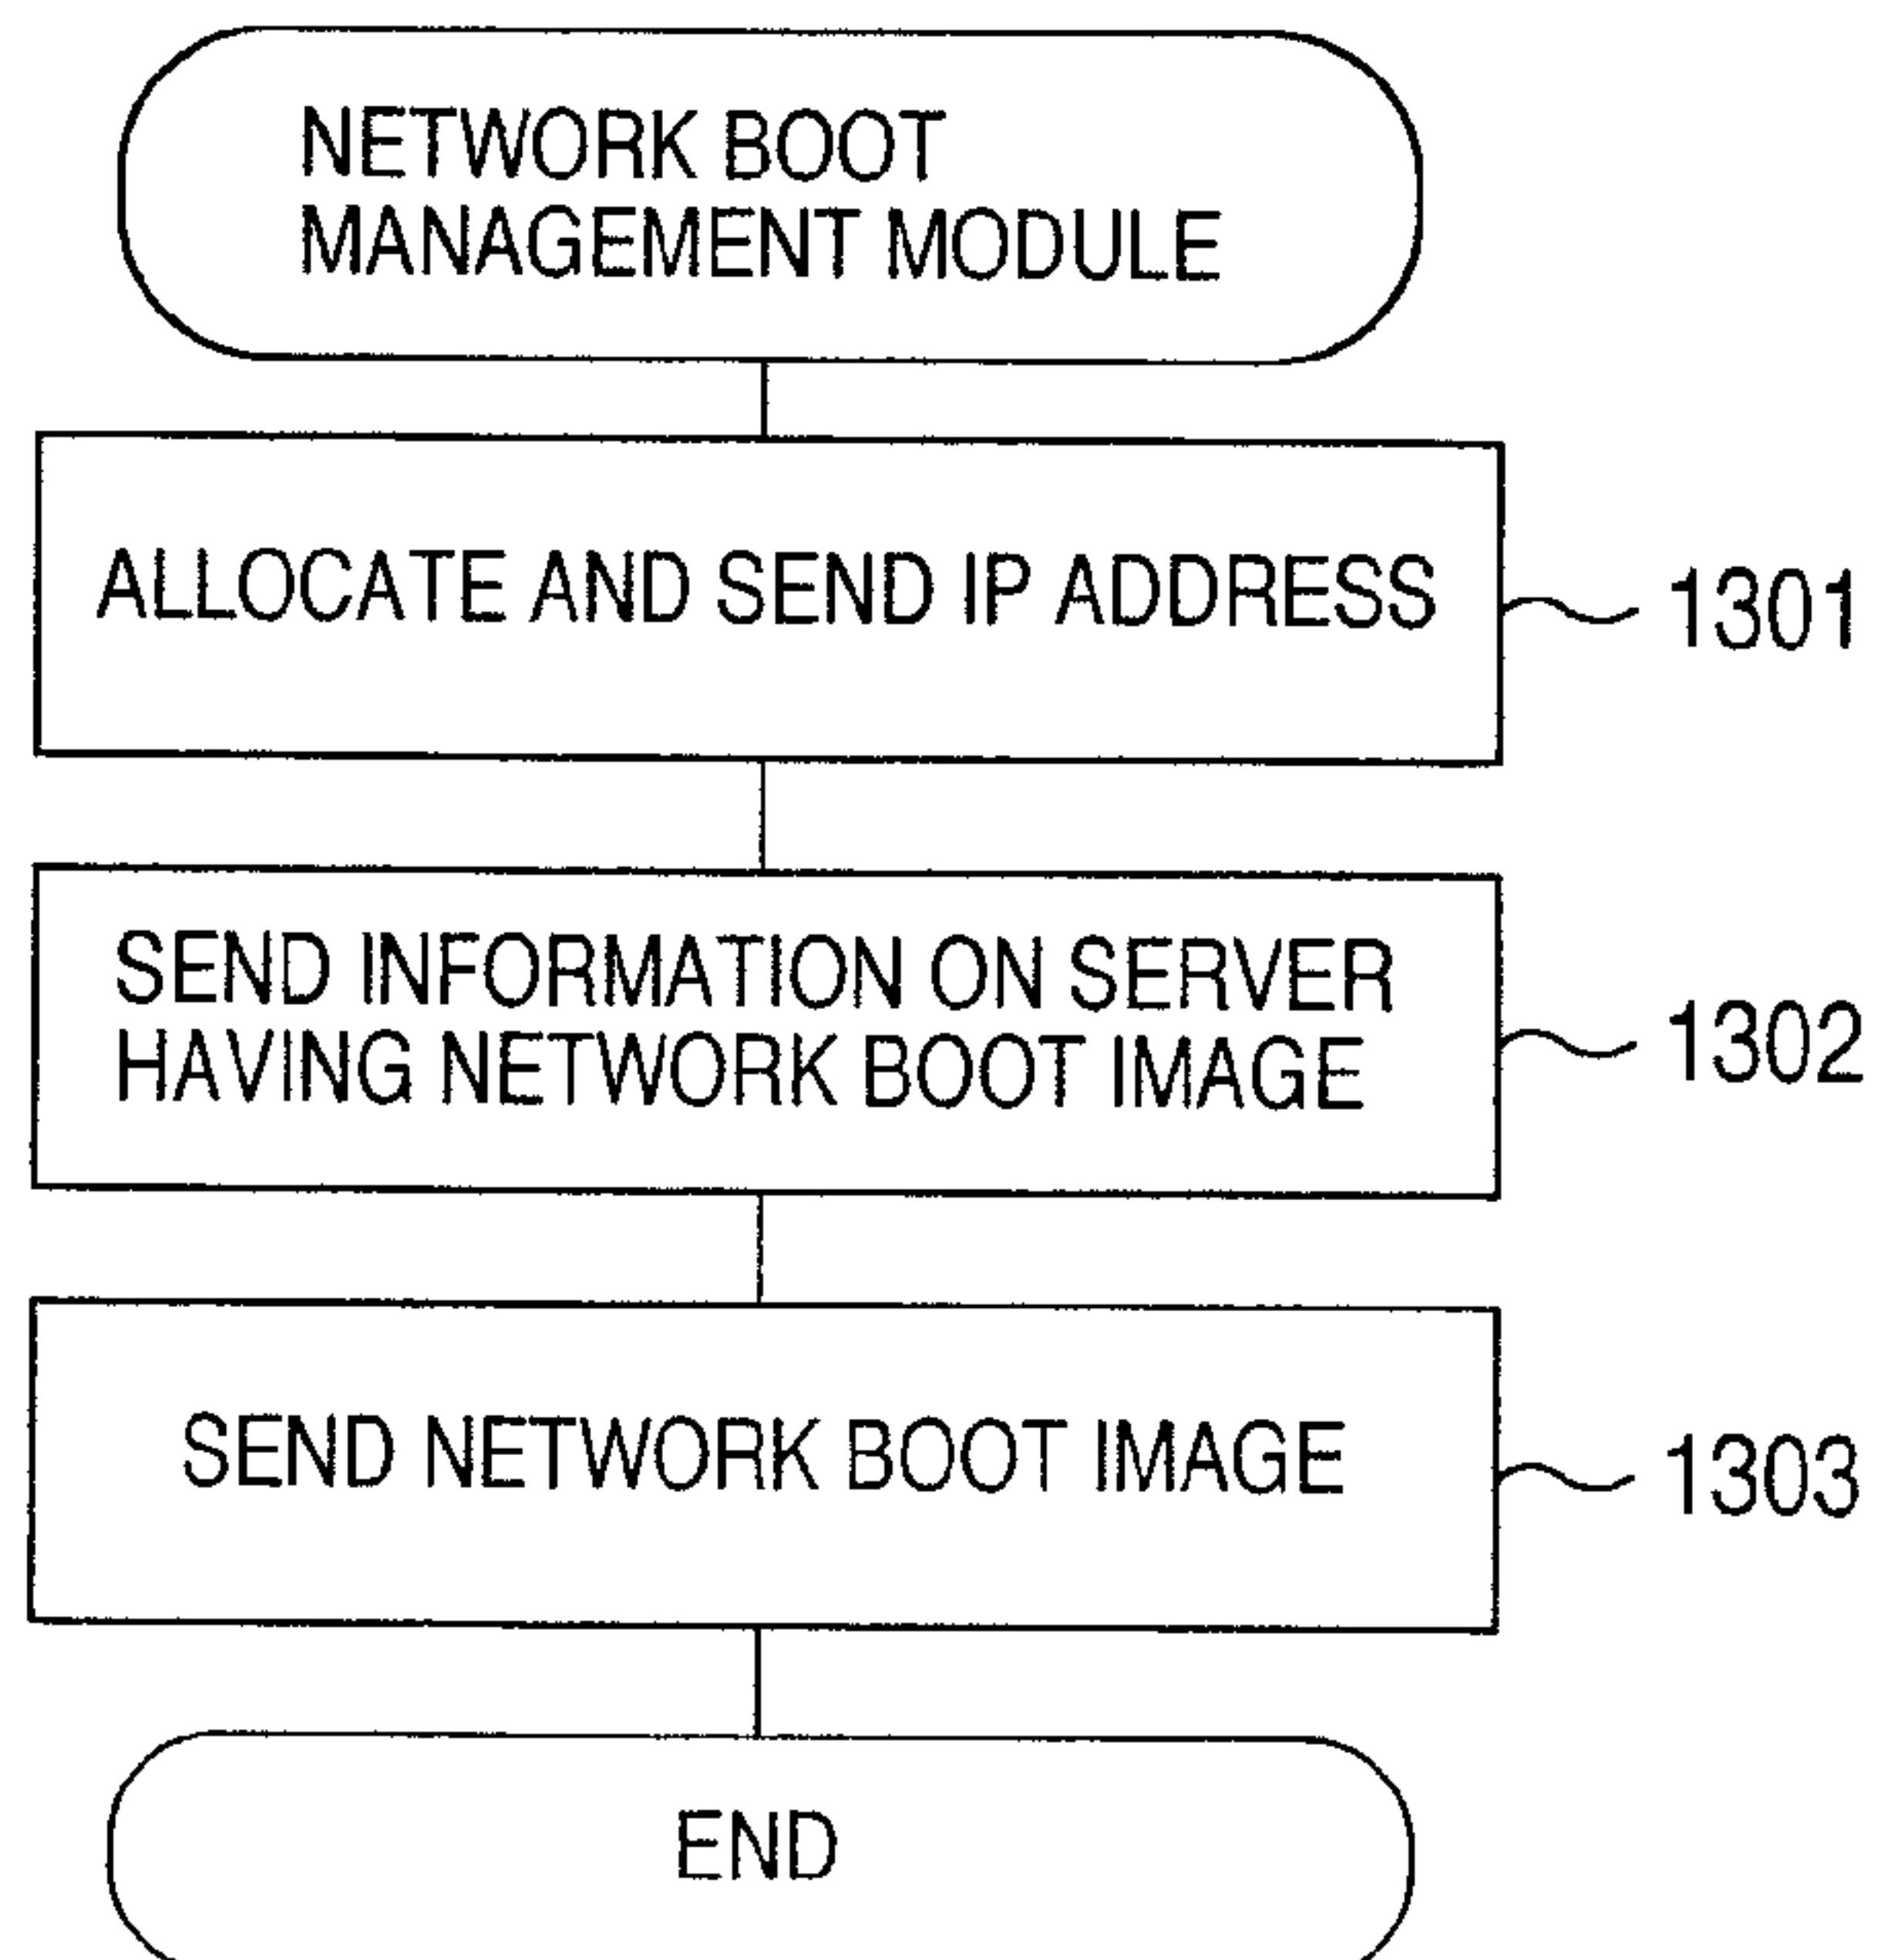 NETWORK BOOT
MANAGEMENT MODULE
ALLOCATE AND SEND IP ADDRESS
1301
SEND INFORMATION ON SERVER
HAVING NETWORK BOOT IMAGE
1302
SEND NETWORK BOOT IMAGE
1303
END